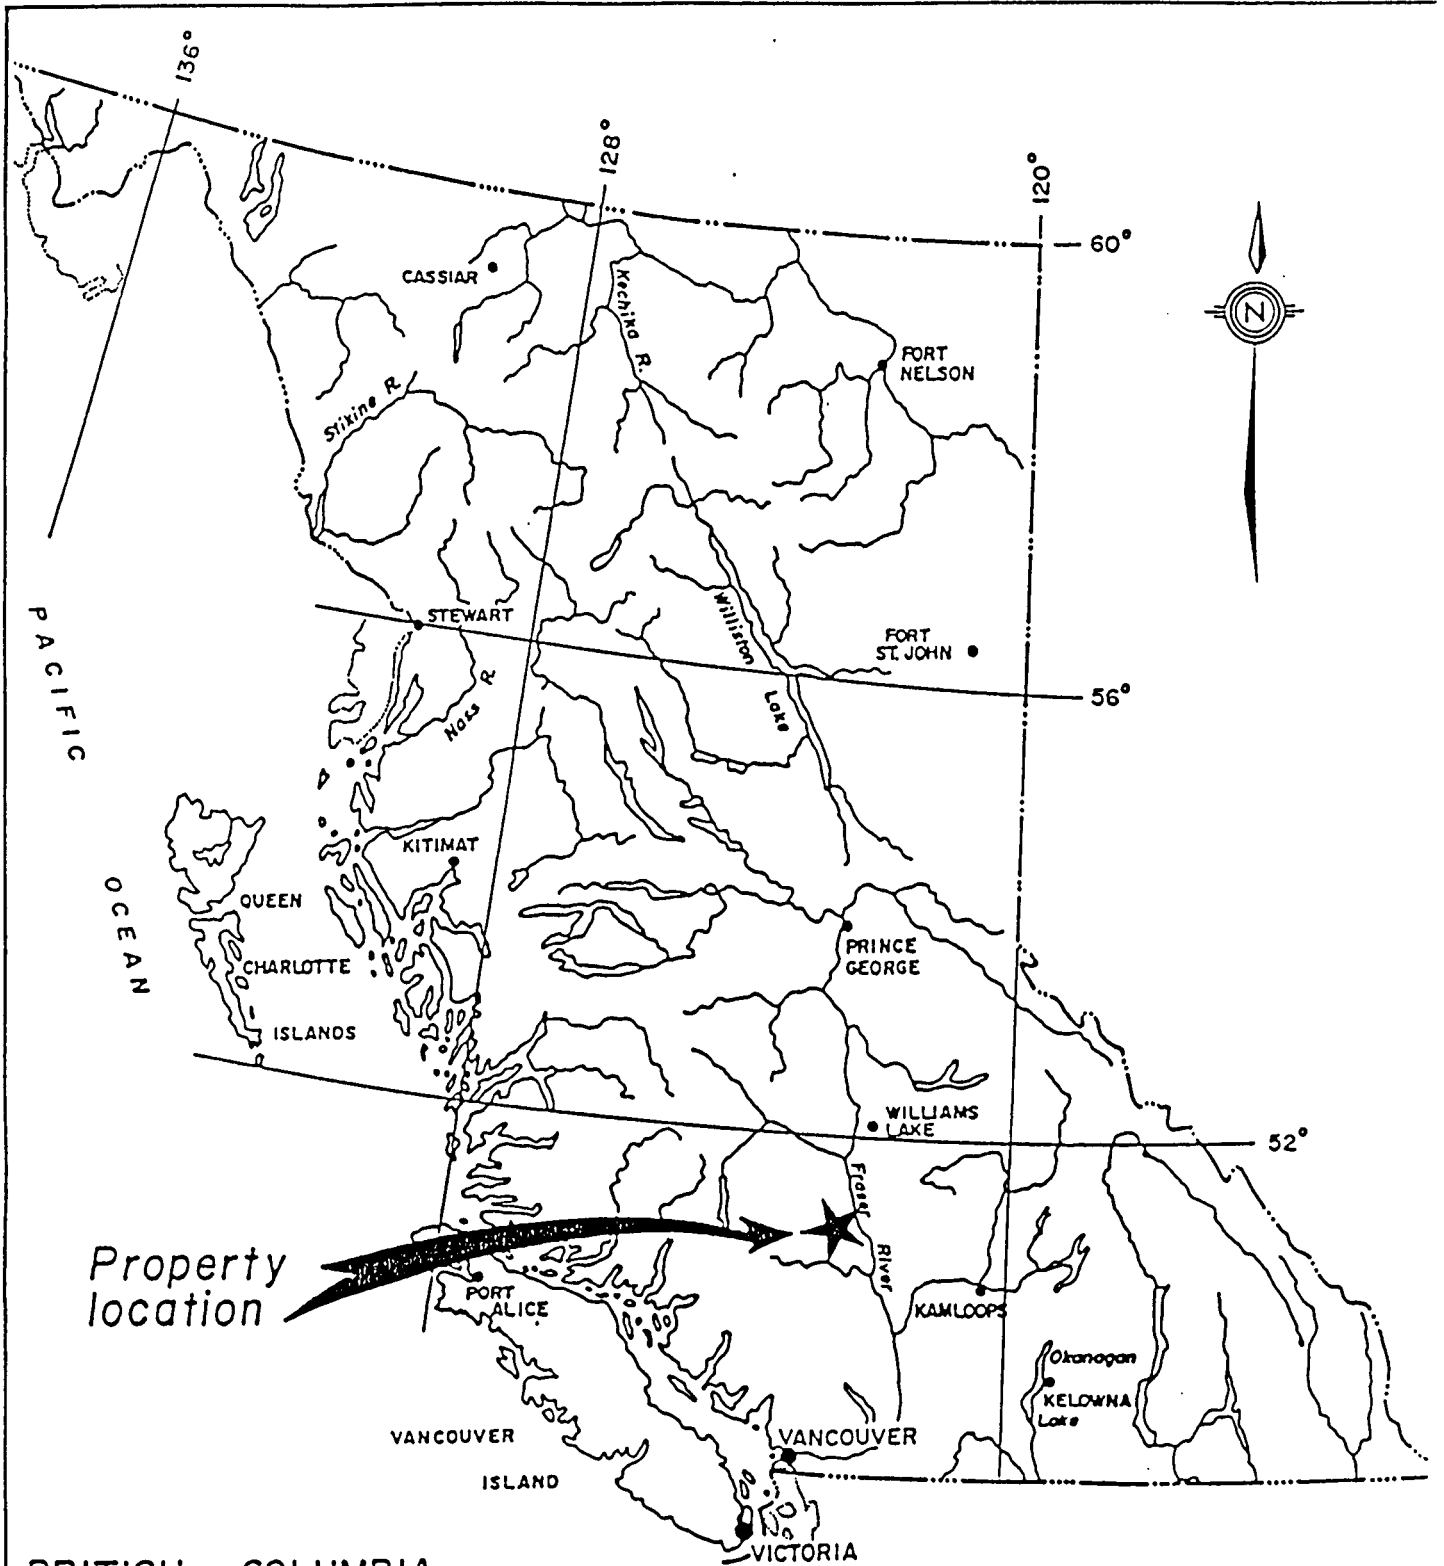 136°
128°
120°
60°
CASSIAR
Kechika R.
N
FORT
NELSON
Stikine R.
PACIFIC
OCEAN
STEWART
Williston
Lake
FORT
ST. JOHN
56°
Nass R
KITIMAT
QUEEN
CHARLOTTE
ISLANDS
PRINCE
GEORGE
WILLIAMS
LAKE
52°
Fraser
River
Property
location
PORT
ALICE
KAMLOOPS
Okanagan
KELOWNA
Lake
VANCOUVER
ISLAND
VANCOUVER
VICTORIA
BRITISH COLUMBIA